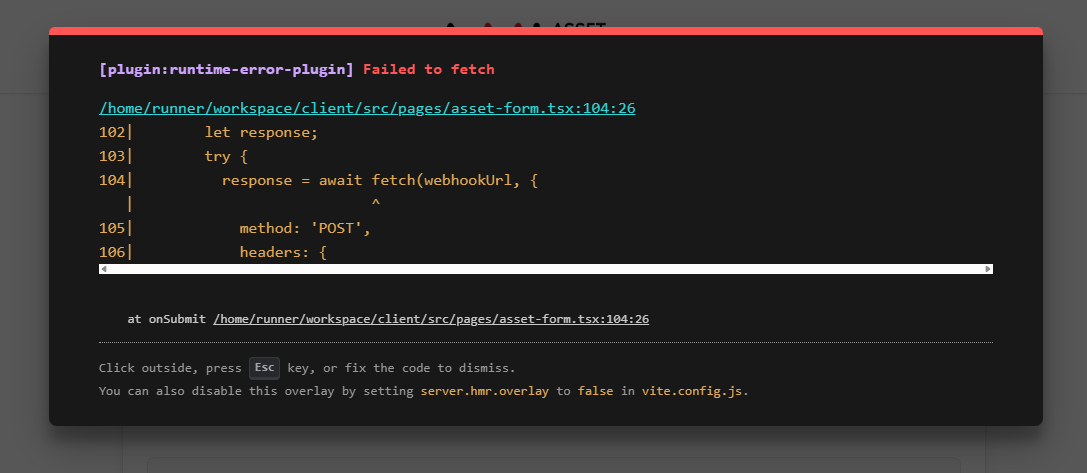 ASSET
[plugin:runtime-error-plugin] Failed to fetch
/home/runner/workspace/client/src/pages/asset-form.tsx:104:26
102|        let response;
103|        try {
104|          response = await fetch(webhookUrl, {
   |                           ^
105|            method: 'POST',
106|            headers: {
at onSubmit /home/runner/workspace/client/src/pages/asset-form.tsx:104:26
Click outside, press Esc key, or fix the code to dismiss.
You can also disable this overlay by setting server.hmr.overlay to false in vite.config.js.